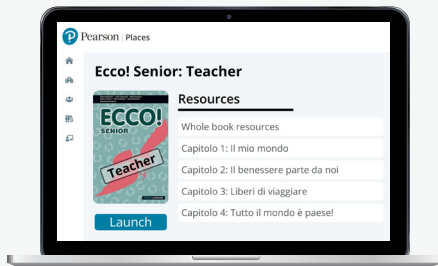 Pearson | Places
Ecco! Senior: Teacher
ECCO!
SENIOR
Teacher
Launch
Resources
Whole book resources
Capitolo 1: Il mio mondo
Capitolo 2: Il benessere parte da noi
Capitolo 3: Liberi di viaggiare
Capitolo 4: Tutto il mondo è paese!